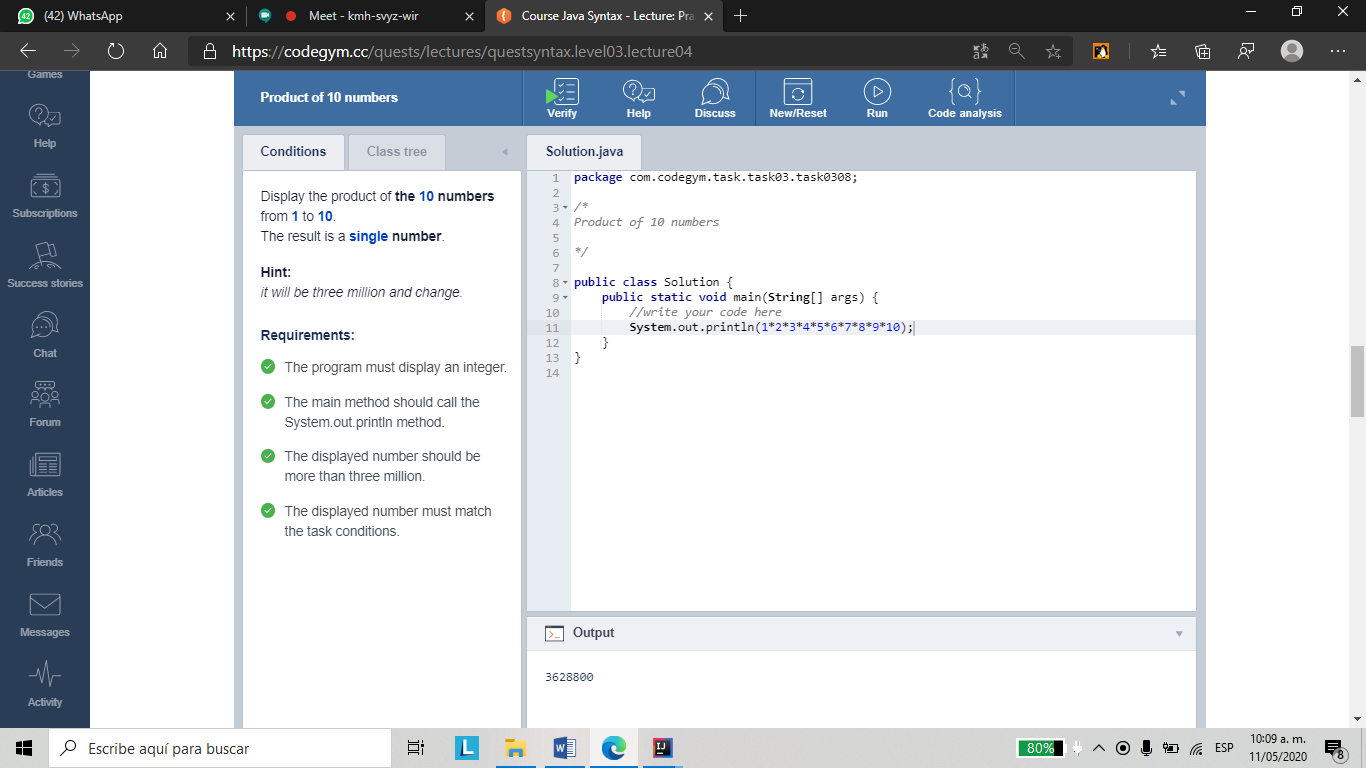 (42) WhatsApp
Meet - kmh-svyz-wir
Course Java Syntax - Lecture: Pra
https://codegym.cc/quests/lectures/questsyntax.level03.lecture04
Games
Help
Subscriptions
Success stories
Chat
Forum
Articles
Friends
Messages
Activity
Product of 10 numbers
Verify
Help
Discuss
New/Reset
Run
Code analysis
Conditions
Class tree
Display the product of the 10 numbers
from 1 to 10.
The result is a single number.
Hint:
it will be three million and change.
Requirements:
The program must display an integer.
The main method should call the
System.out.println method.
The displayed number should be
more than three million.
The displayed number must match
the task conditions.
Solution.java
1 package com.codegym.task.task03.task0308;
2
3 /*
4 Product of 10 numbers
5
6 */
7
8 public class Solution {
9 public static void main(String[] args) {
10 //write your code here
11 System.out.println(1*2*3*4*5*6*7*8*9*10);
12 }
13 }
14
Output
3628800
Escribe aquí para buscar
L
W
IJ
80%
ESP
10:09 a. m.
11/05/2020
8